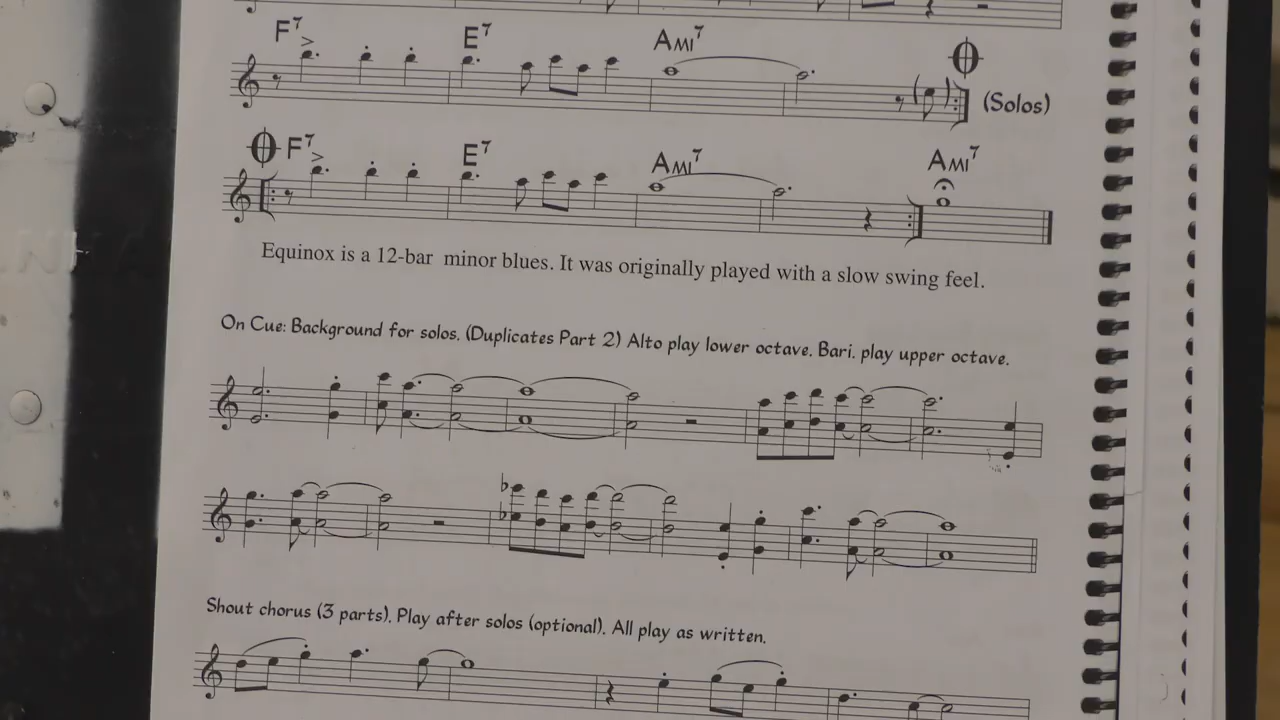 F7 E7 AMI7
(Solos)
F7 E7 AMI7 AMI7
Equinox is a 12-bar minor blues. It was originally played with a slow swing feel.
On Cue: Background for solos. (Duplicates Part 2) Alto play lower octave. Bari. play upper octave.
Shout chorus (3 parts). Play after solos (optional). All play as written.